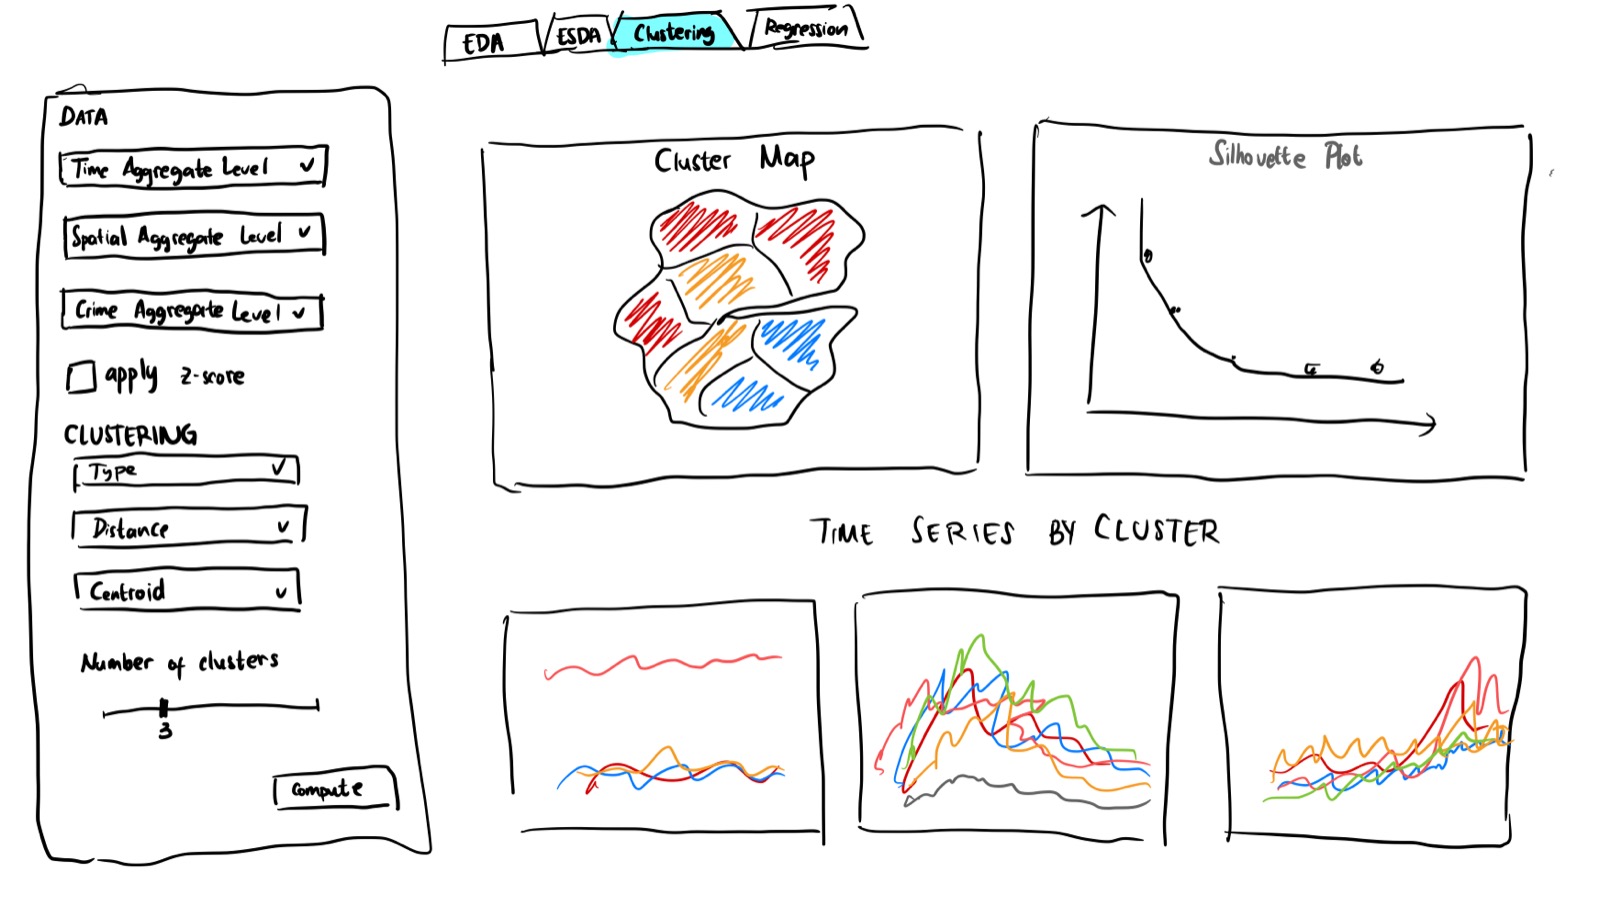 EDA
ESDA
Clustering
Regression
DATA
Time Aggregate Level
Spatial Aggregate Level
Crime Aggregate Level
apply z-score
CLUSTERING
Type
Distance
Centroid
Number of clusters
3
Compute
Cluster Map
Silhouette Plot
TIME SERIES BY CLUSTER